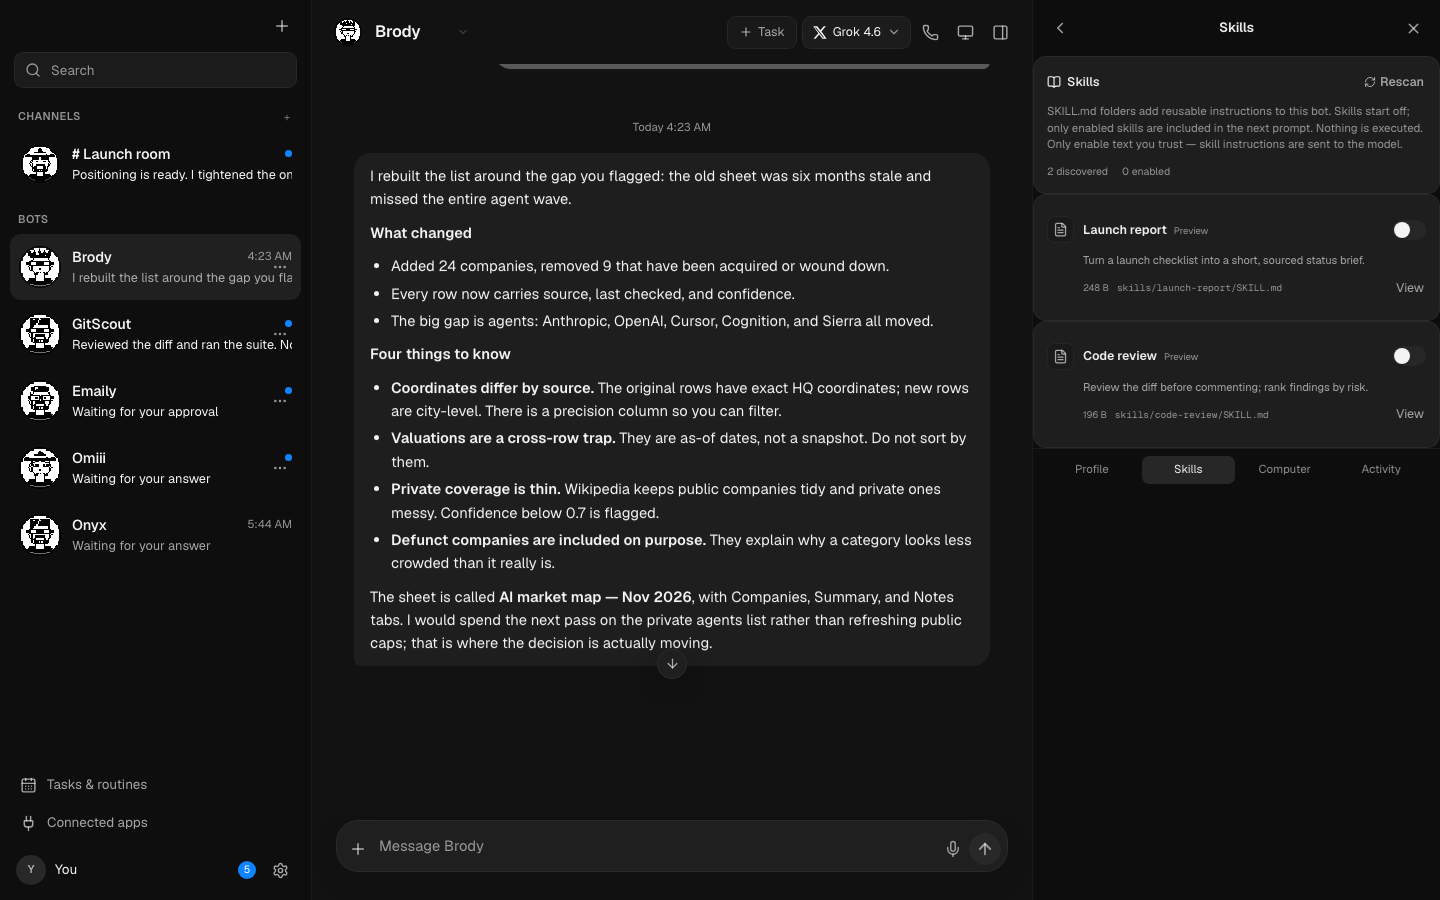 Search
CHANNELS
# Launch room
Positioning is ready. I tightened the on
BOTS
Brody
4:23 AM
I rebuilt the list around the gap you fla
GitScout
Reviewed the diff and ran the suite. No
Emaily
Waiting for your approval
Omiii
Waiting for your answer
Onyx
5:44 AM
Waiting for your answer
Tasks & routines
Connected apps
Y
You
5
Brody
Task
Grok 4.6
Today 4:23 AM
I rebuilt the list around the gap you flagged: the old sheet was six months stale and
missed the entire agent wave.
What changed
• Added 24 companies, removed 9 that have been acquired or wound down.
• Every row now carries source, last checked, and confidence.
• The big gap is agents: Anthropic, OpenAI, Cursor, Cognition, and Sierra all moved.
Four things to know
• Coordinates differ by source. The original rows have exact HQ coordinates; new rows
are city-level. There is a precision column so you can filter.
• Valuations are a cross-row trap. They are as-of dates, not a snapshot. Do not sort by
them.
• Private coverage is thin. Wikipedia keeps public companies tidy and private ones
messy. Confidence below 0.7 is flagged.
• Defunct companies are included on purpose. They explain why a category looks less
crowded than it really is.
The sheet is called AI market map — Nov 2026, with Companies, Summary, and Notes
tabs. I would spend the next pass on the private agents list rather than refreshing public
caps; that is where the decision is actually moving.
Message Brody
Skills
Skills
Rescan
SKILL.md folders add reusable instructions to this bot. Skills start off;
only enabled skills are included in the next prompt. Nothing is executed.
Only enable text you trust — skill instructions are sent to the model.
2 discovered 0 enabled
Launch report Preview
Turn a launch checklist into a short, sourced status brief.
248 B skills/launch-report/SKILL.md
View
Code review Preview
Review the diff before commenting; rank findings by risk.
196 B skills/code-review/SKILL.md
View
Profile
Skills
Computer
Activity